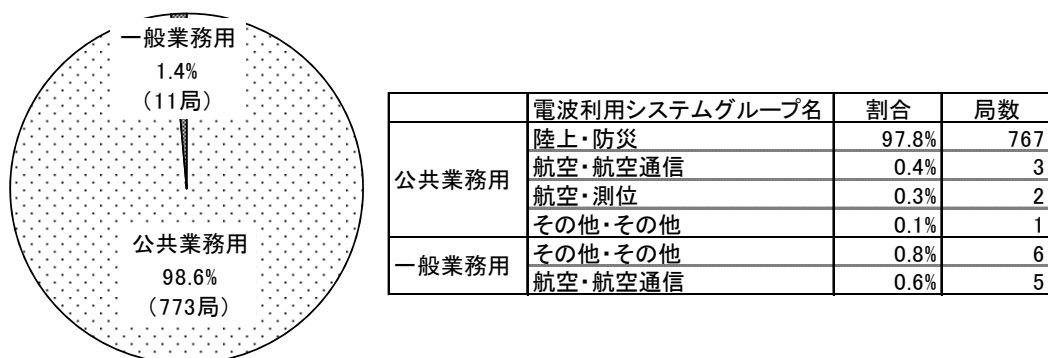 一般業務用
1.4%
（11局）
公共業務用
98.6%
（773局）
電波利用システムグループ名 割合 局数
公共業務用 陸上・防災 97.8% 767
航空・航空通信 0.4% 3
航空・測位 0.3% 2
その他・その他 0.1% 1
一般業務用 その他・その他 0.8% 6
航空・航空通信 0.6% 5